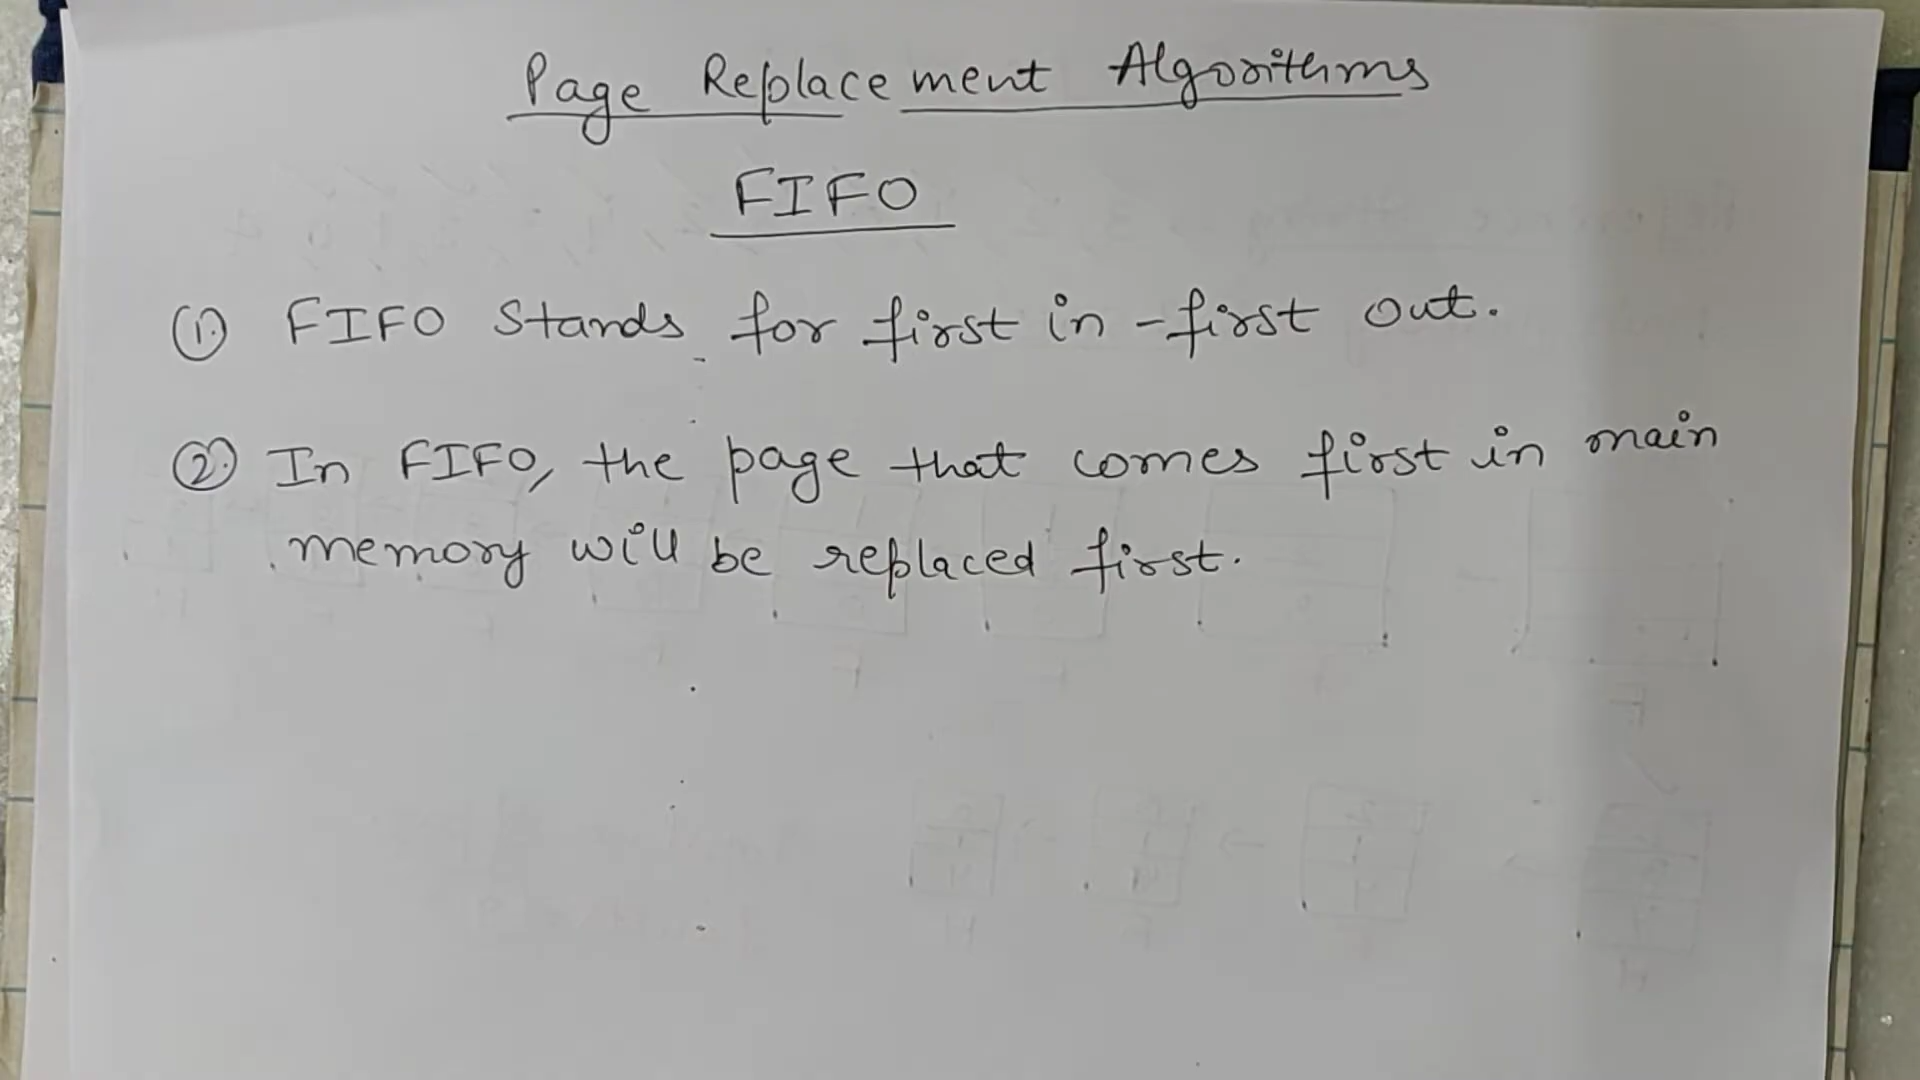 Page Replacement Algorithms
FIFO
1. FIFO Stands for first in - first out.
2. In FIFO, the page that comes first in main
memory will be replaced first.